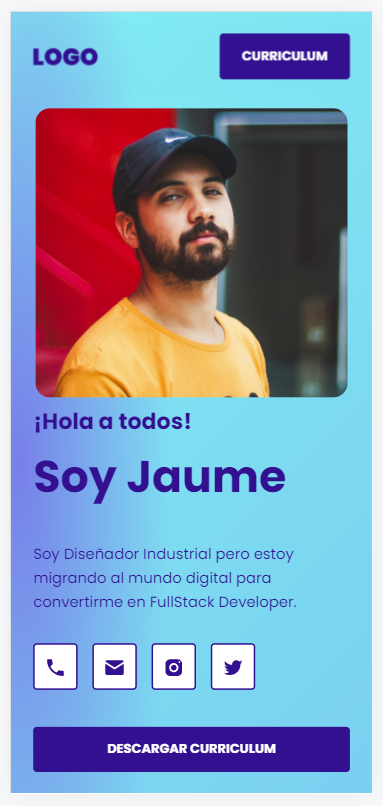 LOGO
CURRICULUM
¡Hola a todos!
Soy Jaume
Soy Diseñador Industrial pero estoy
migrando al mundo digital para
convertirme en FullStack Developer.
DESCARGAR CURRICULUM